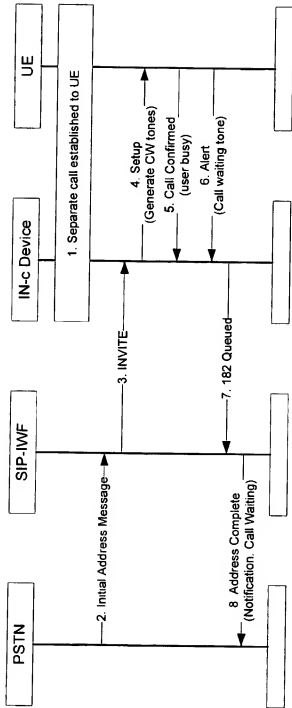 PSTN
SIP-IWF
IN-c Device
UE
1. Separate call established to UE
2. Initial Address Message
3. INVITE
4. Setup
(Generate CW tones)
5. Call Confirmed
(user busy)
6. Alert
(Call waiting tone)
7. 182 Queued
8 Address Complete
(Notification. Call Waiting)